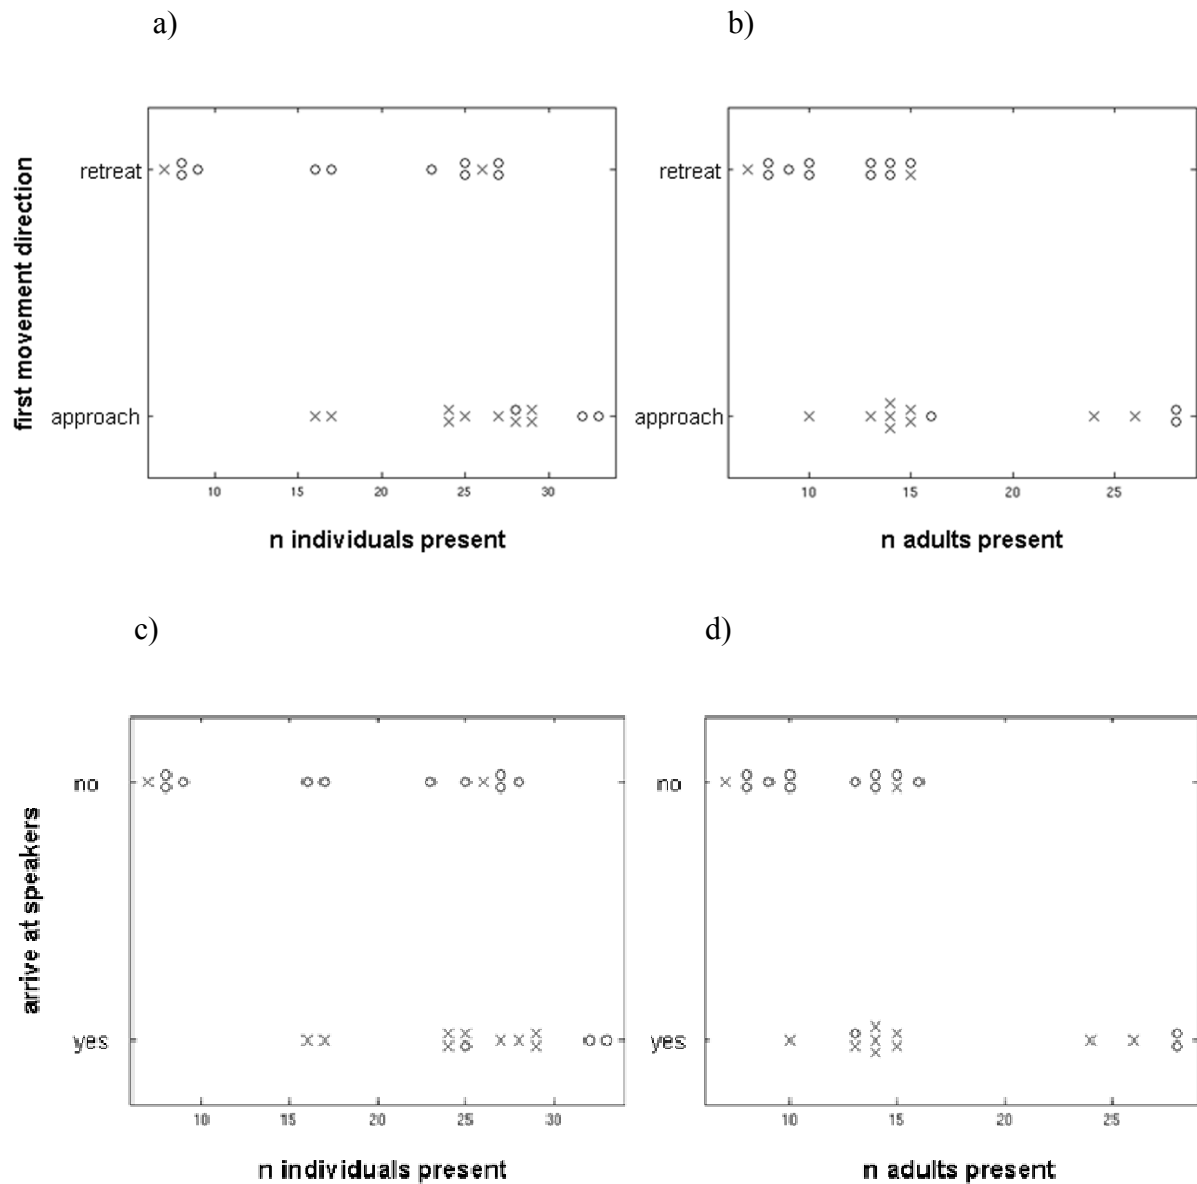 a)
b)
first movement direction
retreat
approach
10 15 20 25 30
n individuals present
retreat
approach
10 15 20 25
n adults present
c)
d)
arrive at speakers
no
yes
10 15 20 25 30
n individuals present
no
yes
10 15 20 25
n adults present